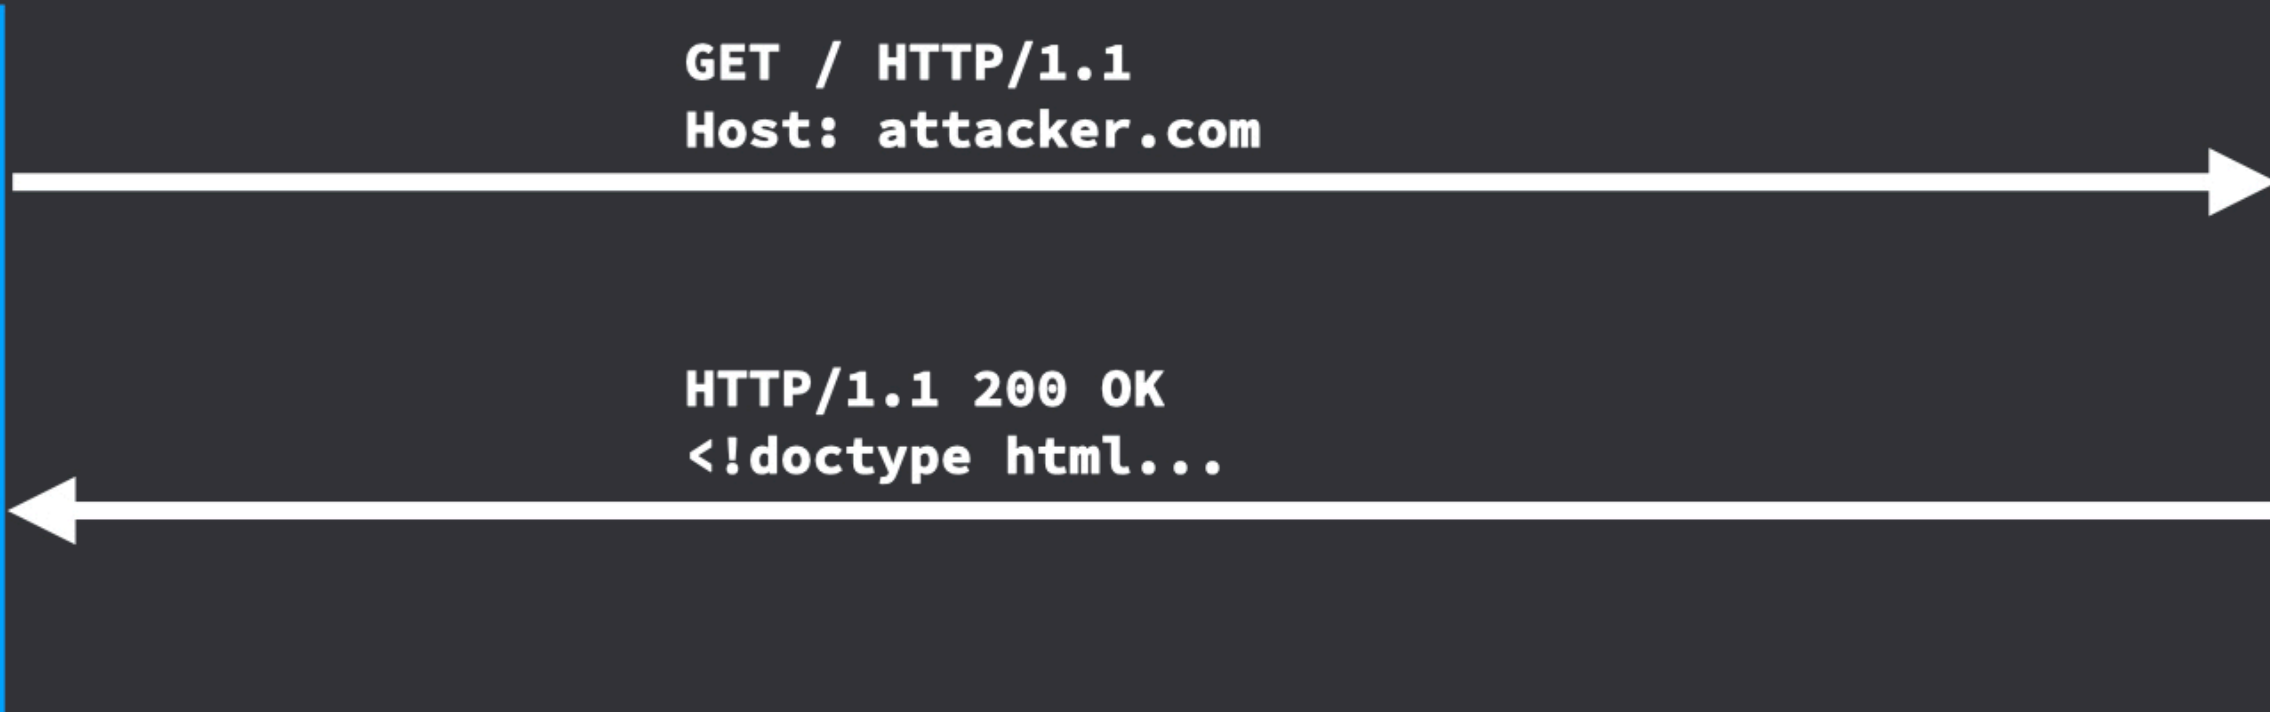 GET / HTTP/1.1
Host: attacker.com
HTTP/1.1 200 OK
<!doctype html...